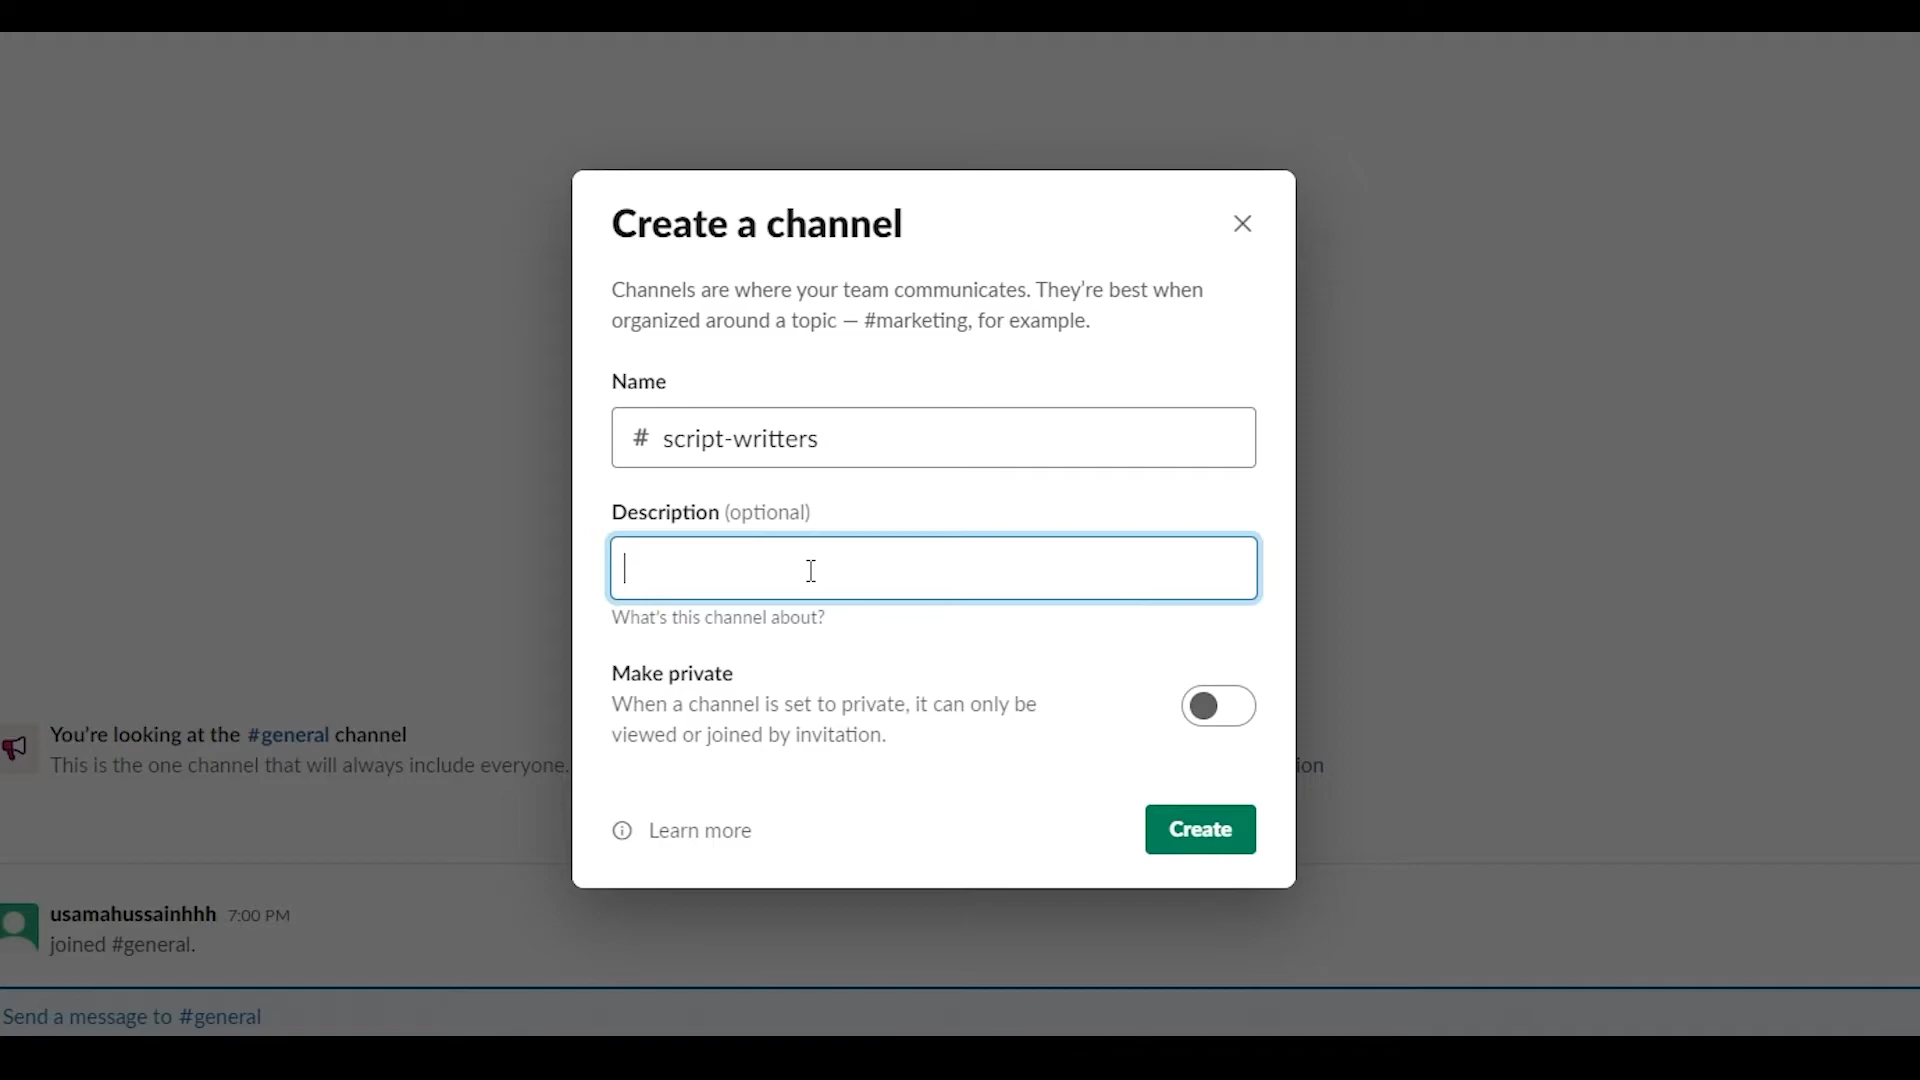 Create a channel
Channels are where your team communicates. They’re best when
organized around a topic — #marketing, for example.
Name
# script-writters
Description (optional)
What's this channel about?
Make private
When a channel is set to private, it can only be
viewed or joined by invitation.
Learn more
Create
You’re looking at the #general channel
This is the one channel that will always include everyone.
usamahussainhhh 7:00 PM
joined #general.
Send a message to #general